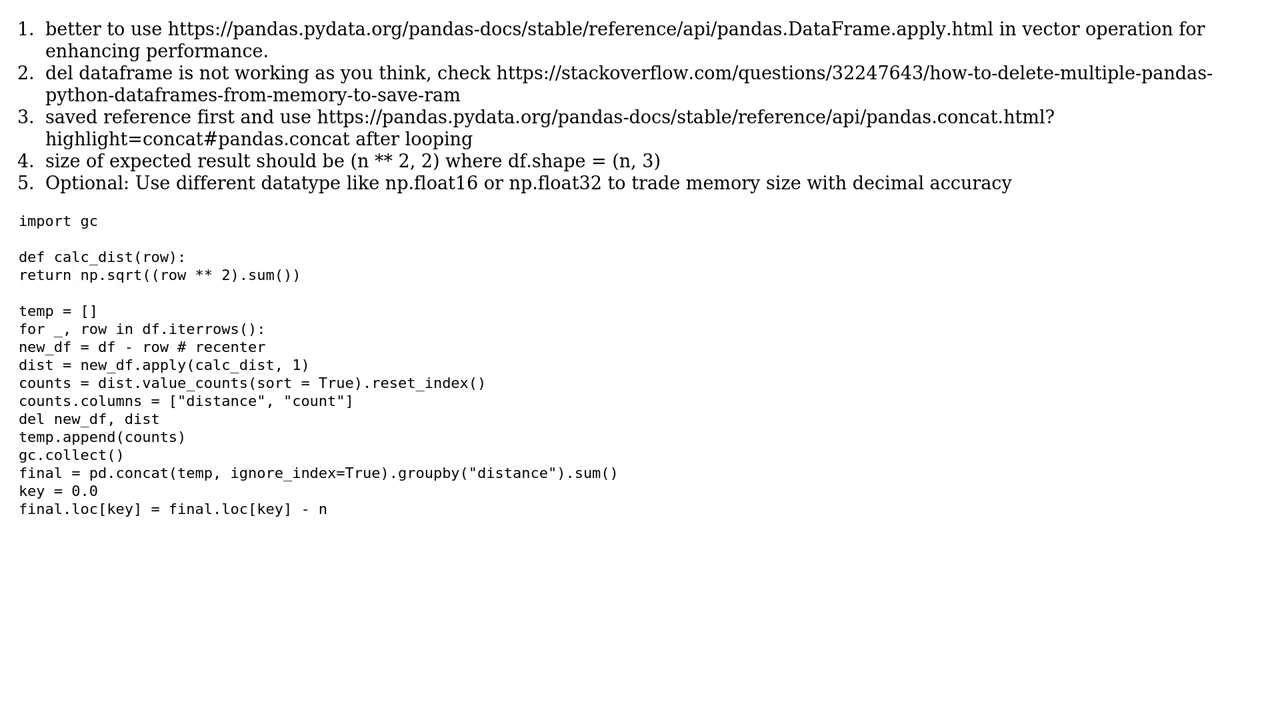 1. better to use https://pandas.pydata.org/pandas-docs/stable/reference/api/pandas.DataFrame.apply.html in vector operation for
enhancing performance.
2. del dataframe is not working as you think, check https://stackoverflow.com/questions/32247643/how-to-delete-multiple-pandas-
python-dataframes-from-memory-to-save-ram
3. saved reference first and use https://pandas.pydata.org/pandas-docs/stable/reference/api/pandas.concat.html?
highlight=concat#pandas.concat after looping
4. size of expected result should be (n ** 2, 2) where df.shape = (n, 3)
5. Optional: Use different datatype like np.float16 or np.float32 to trade memory size with decimal accuracy
import gc
def calc_dist(row):
return np.sqrt((row ** 2).sum())
temp = []
for _, row in df.iterrows():
new_df = df - row # recenter
dist = new_df.apply(calc_dist, 1)
counts = dist.value_counts(sort = True).reset_index()
counts.columns = ["distance", "count"]
del new_df, dist
temp.append(counts)
gc.collect()
final = pd.concat(temp, ignore_index=True).groupby("distance").sum()
key = 0.0
final.loc[key] = final.loc[key] - n